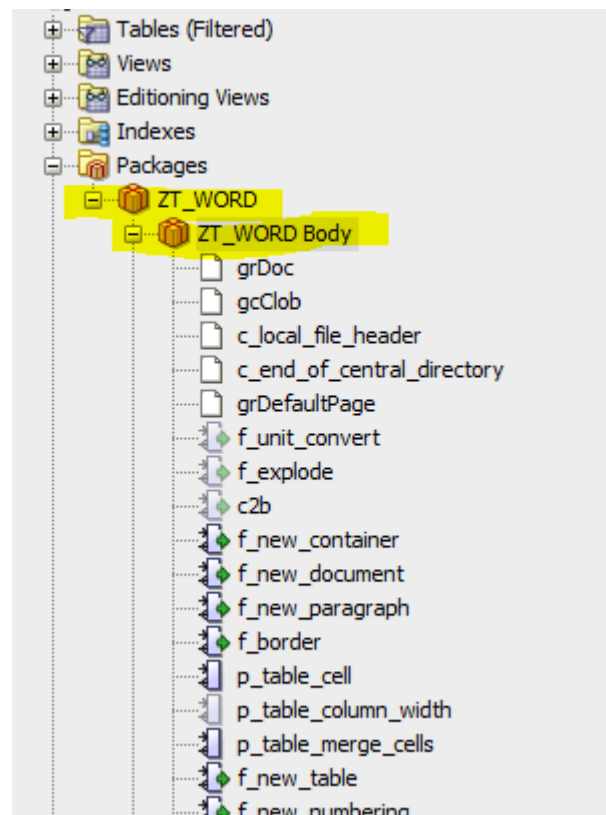 Tables (Filtered)
Views
Editioning Views
Indexes
Packages
ZT_WORD
ZT_WORD Body
grDoc
gcClob
c_local_file_header
c_end_of_central_directory
grDefaultPage
f_unit_convert
f_explode
c2b
f_new_container
f_new_document
f_new_paragraph
f_border
p_table_cell
p_table_column_width
p_table_merge_cells
f_new_table
f_new_numbering